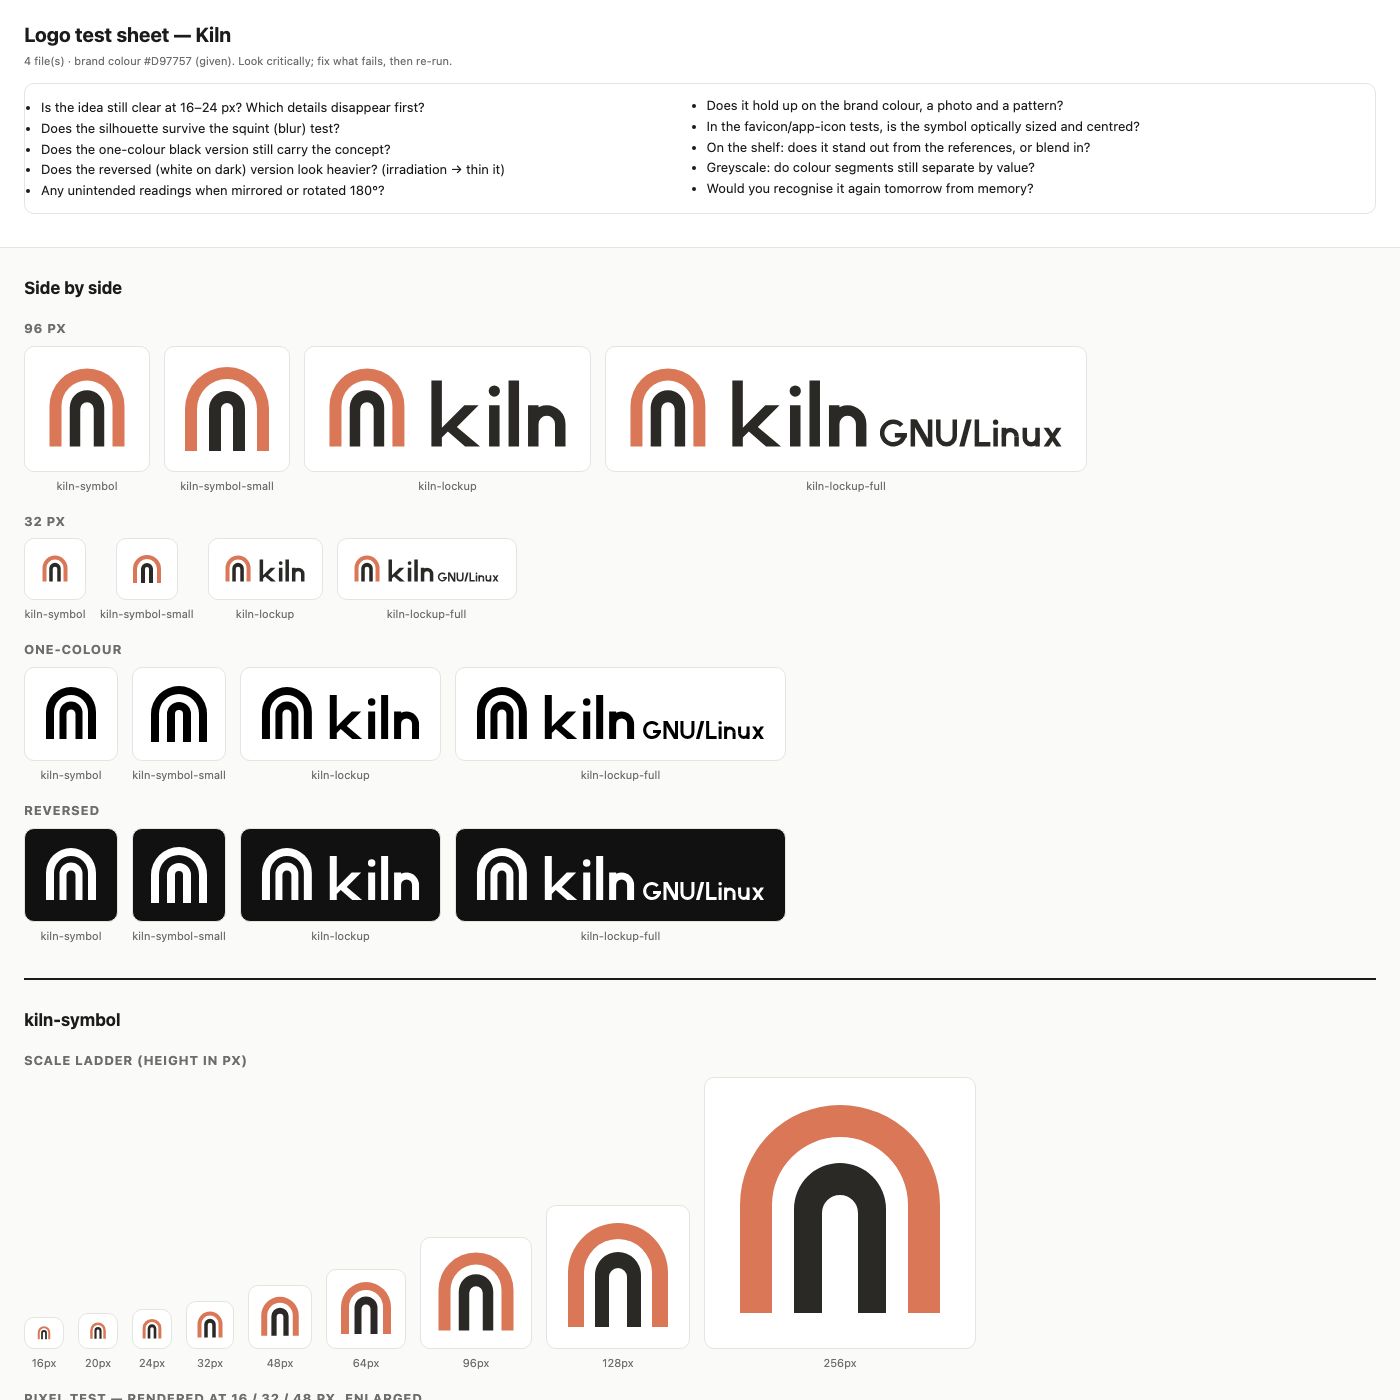 Logo test sheet — Kiln
4 file(s) · brand colour #D97757 (given). Look critically; fix what fails, then re-run.
• Is the idea still clear at 16–24 px? Which details disappear first?
• Does the silhouette survive the squint (blur) test?
• Does the one-colour black version still carry the concept?
• Does the reversed (white on dark) version look heavier? (irradiation → thin it)
• Any unintended readings when mirrored or rotated 180°?
• Does it hold up on the brand colour, a photo and a pattern?
• In the favicon/app-icon tests, is the symbol optically sized and centred?
• On the shelf: does it stand out from the references, or blend in?
• Greyscale: do colour segments still separate by value?
• Would you recognise it again tomorrow from memory?
Side by side
96 PX
kiln kiln GNU/Linux
kiln-symbol kiln-symbol-small kiln-lockup kiln-lockup-full
32 PX
kiln kiln GNU/Linux
kiln-symbol kiln-symbol-small kiln-lockup kiln-lockup-full
ONE-COLOUR
kiln kiln GNU/Linux
kiln-symbol kiln-symbol-small kiln-lockup kiln-lockup-full
REVERSED
kiln kiln GNU/Linux
kiln-symbol kiln-symbol-small kiln-lockup kiln-lockup-full
kiln-symbol
SCALE LADDER (HEIGHT IN PX)
16px 20px 24px 32px 48px 64px 96px 128px 256px
PIXEL TEST — RENDERED AT 16 / 32 / 48 PX, ENLARGED